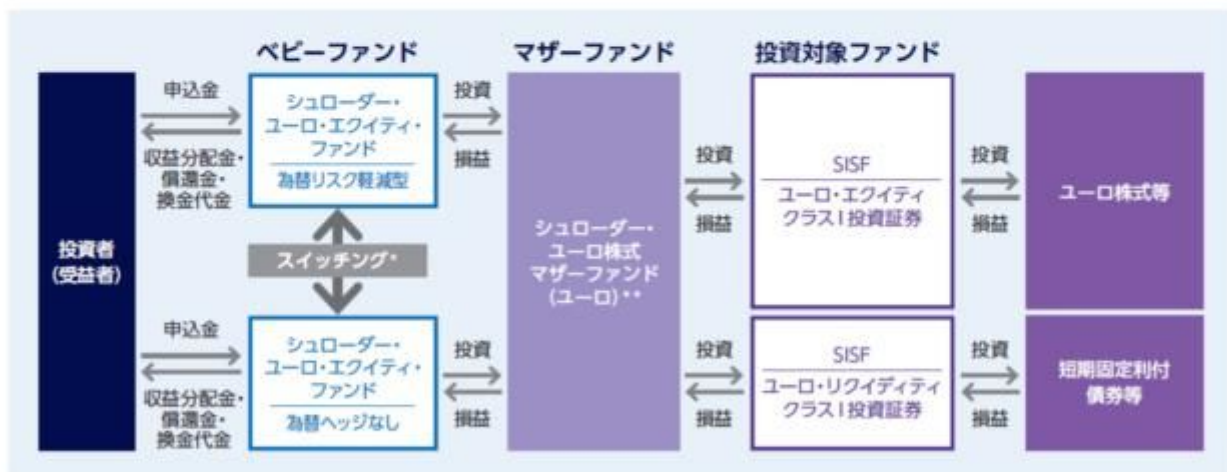 ベビーファンド
マザーファンド
投資対象ファンド
投資者
(受益者)
申込金
収益分配金・
償還金・
換金代金
シュローダー・
ユーロ・エクイティ・
ファンド
為替リスク軽減型
投資
損益
スイッチング*
申込金
収益分配金・
償還金・
換金代金
シュローダー・
ユーロ・エクイティ・
ファンド
為替ヘッジなし
投資
損益
シュローダー・
ユーロ株式
マザーファンド
(ユーロ)**
投資
損益
SISF
ユーロ・エクイティ
クラスI投資証券
投資
損益
ユーロ株式等
投資
損益
SISF
ユーロ・リクイディティ
クラスI投資証券
投資
損益
短期固定利付
債券等